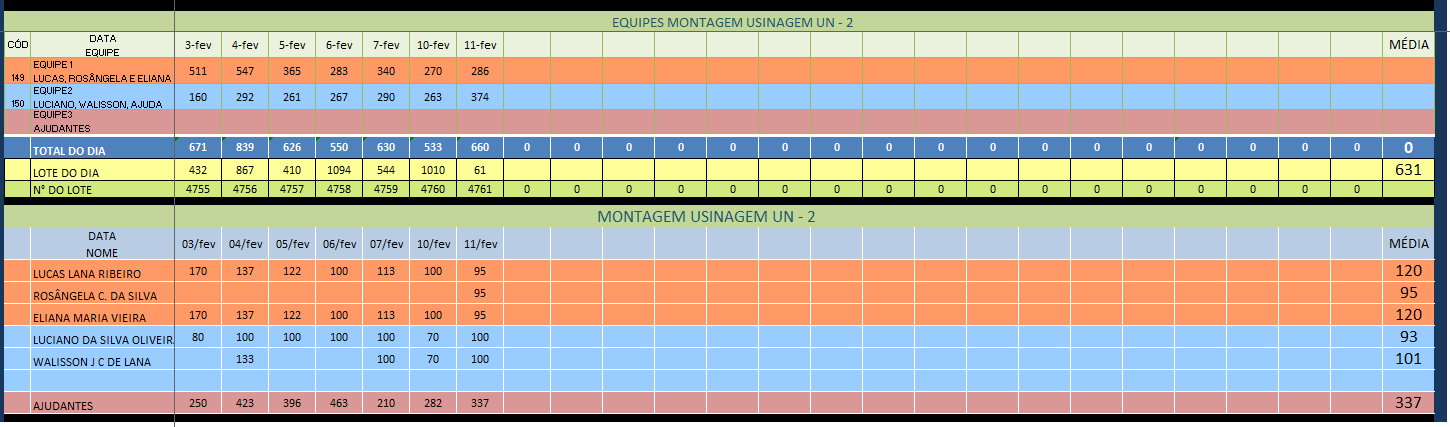 EQUIPES MONTAGEM USINAGEM UN - 2
CÓD DATA EQUIPE 3-fev 4-fev 5-fev 6-fev 7-fev 10-fev 11-fev MÉDIA
149 EQUIPE 1 LUCAS, ROSÂNGELA E ELIANA 511 547 365 283 340 270 286
150 EQUIPE2 LUCIANO, WALISSON, AJUDA 160 292 261 267 290 263 374
EQUIPE3 AJUDANTES
TOTAL DO DIA 671 839 626 550 630 533 660 0 0 0 0 0 0 0 0 0 0 0 0 0 0 0 0 0 0
LOTE DO DIA 432 867 410 1094 544 1010 61 631
Nº DO LOTE 4755 4756 4757 4758 4759 4760 4761 0 0 0 0 0 0 0 0 0 0 0 0 0 0 0 0 0
MONTAGEM USINAGEM UN - 2
DATA NOME 03/fev 04/fev 05/fev 06/fev 07/fev 10/fev 11/fev MÉDIA
LUCAS LANA RIBEIRO 170 137 122 100 113 100 95 120
ROSÂNGELA C. DA SILVA 95 95
ELIANA MARIA VIEIRA 170 137 122 100 113 100 95 120
LUCIANO DA SILVA OLIVEIR 80 100 100 100 100 70 100 93
WALISSON J C DE LANA 133 100 70 100 101
AJUDANTES 250 423 396 463 210 282 337 337